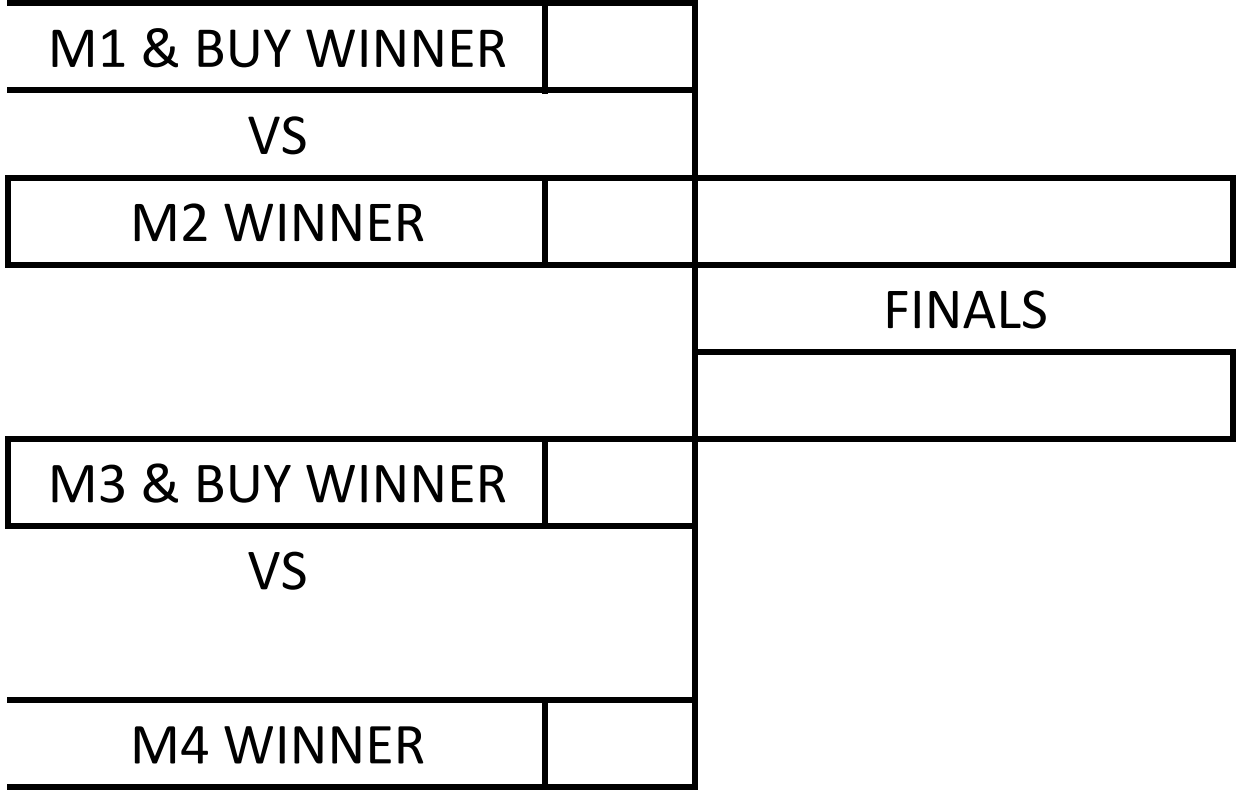 M1 & BUY WINNER
VS
M2 WINNER
FINALS
M3 & BUY WINNER
VS
M4 WINNER